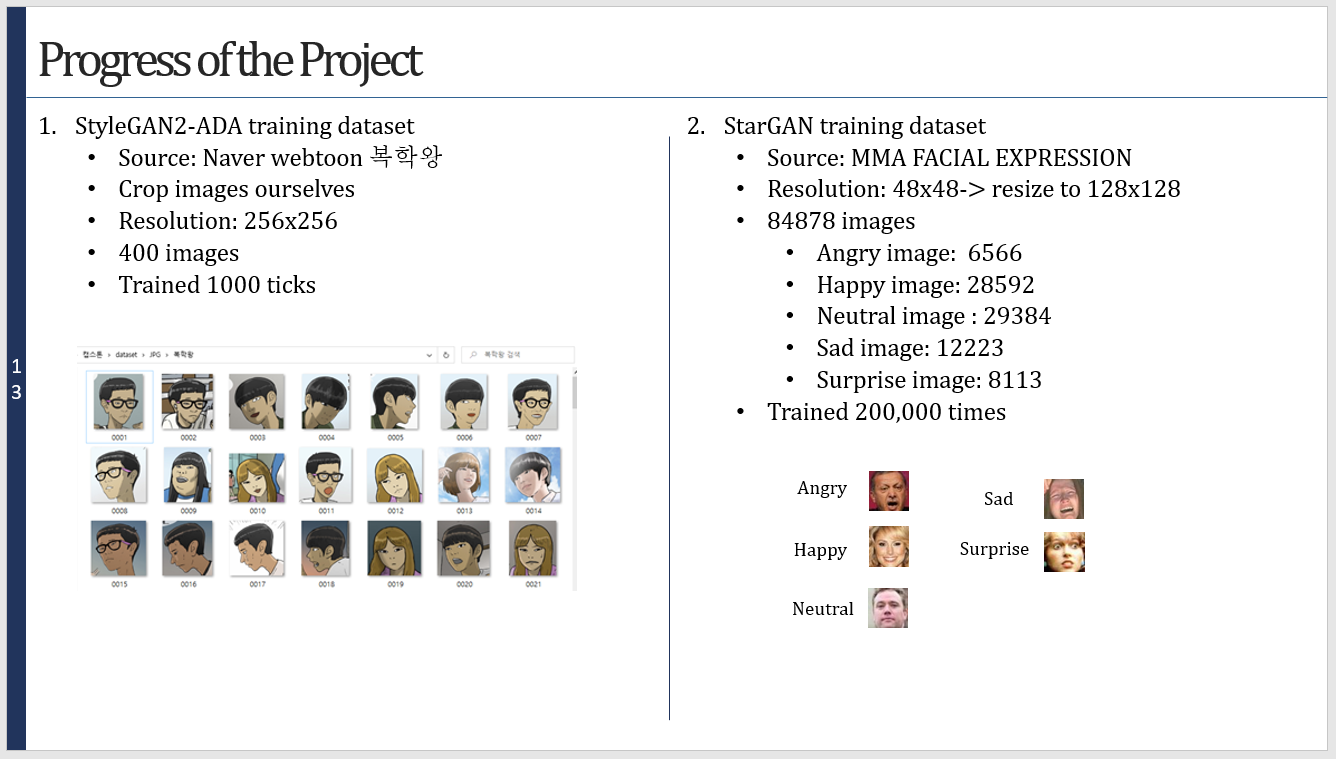 Progress of the Project
1. StyleGAN2-ADA training dataset
• Source: Naver webtoon 복학왕
• Crop images ourselves
• Resolution: 256x256
• 400 images
• Trained 1000 ticks
캡스톤 › dataset › JPG › 복학왕
복학왕 검색
0001 0002 0003 0004 0005 0006 0007
0008 0009 0010 0011 0012 0013 0014
0015 0016 0017 0018 0019 0020 0021
2. StarGAN training dataset
• Source: MMA FACIAL EXPRESSION
• Resolution: 48x48-> resize to 128x128
• 84878 images
• Angry image: 6566
• Happy image: 28592
• Neutral image : 29384
• Sad image: 12223
• Surprise image: 8113
• Trained 200,000 times
Angry
Sad
Happy
Surprise
Neutral
1
3